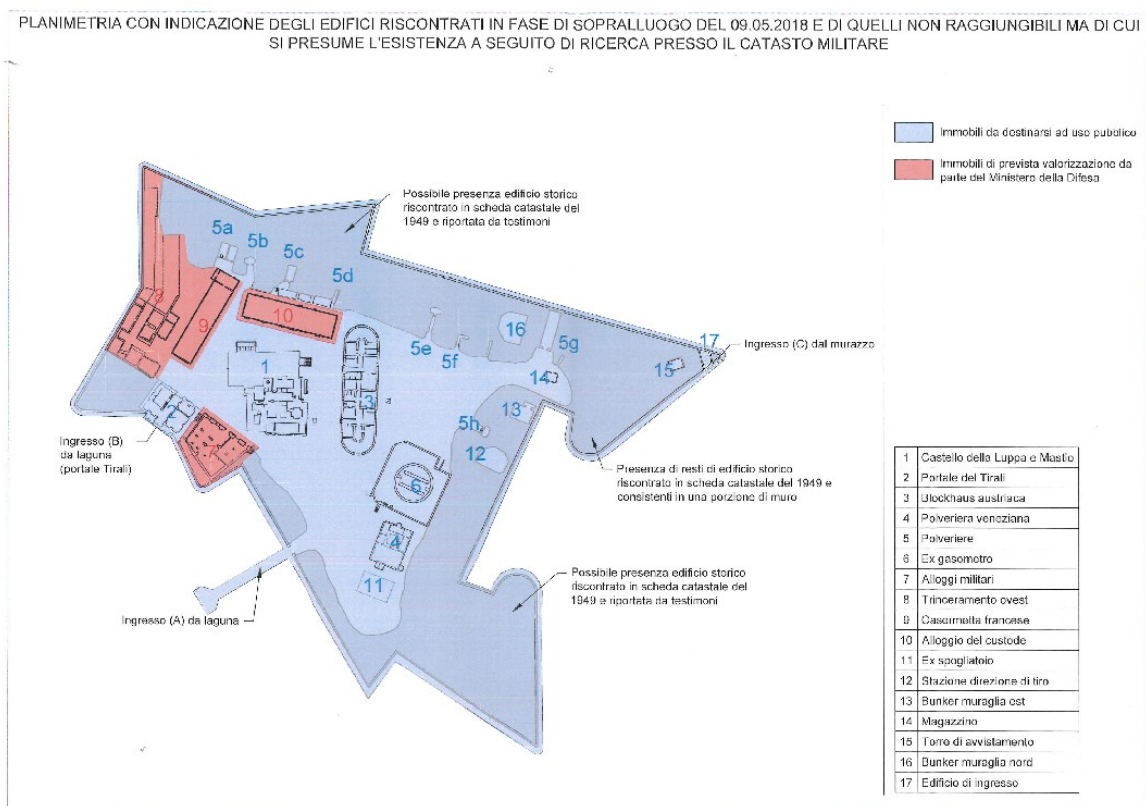 PLANIMETRIA CON INDICAZIONE DEGLI EDIFICI RISCONTRATI IN FASE DI SOPRALLUOGO DEL 09.05.2018 E DI QUELLI NON RAGGIUNGIBILI MA DI CUI
SI PRESUME L'ESISTENZA A SEGUITO DI RICERCA PRESSO IL CATASTO MILITARE
Immobili da destinarsi ad uso pubblico
Immobili di prevista valorizzazione da
parte del Ministero della Difesa
Possibile presenza edificio storico
riscontrato in scheda catastale del
1949 e riportata da testimoni
5a
5b
5c
5d
8
9
10
5e
5f
16
5g
17
Ingresso (C) dal murazzo
1
15
14
2
3
13
5h
7
12
Ingresso (B)
da laguna
(portale Tirali)
6
Presenza di resti di edificio storico
riscontrato in scheda catastale del 1949 e
consistenti in una porzione di muro
4
11
Possibile presenza edificio storico
riscontrato in scheda catastale del
1949 e riportata da testimoni
Ingresso (A) da laguna
1 Castello della Luppa e Mastio
2 Portale del Tirali
3 Blockhaus austriaca
4 Polveriera veneziana
5 Polveriere
6 Ex gasometro
7 Alloggi militari
8 Trinceramento ovest
9 Casermetta francese
10 Alloggio del custode
11 Ex spogliatoio
12 Stazione direzione di tiro
13 Bunker muraglia est
14 Magazzino
15 Torre di avvistamento
16 Bunker muraglia nord
17 Edificio di ingresso